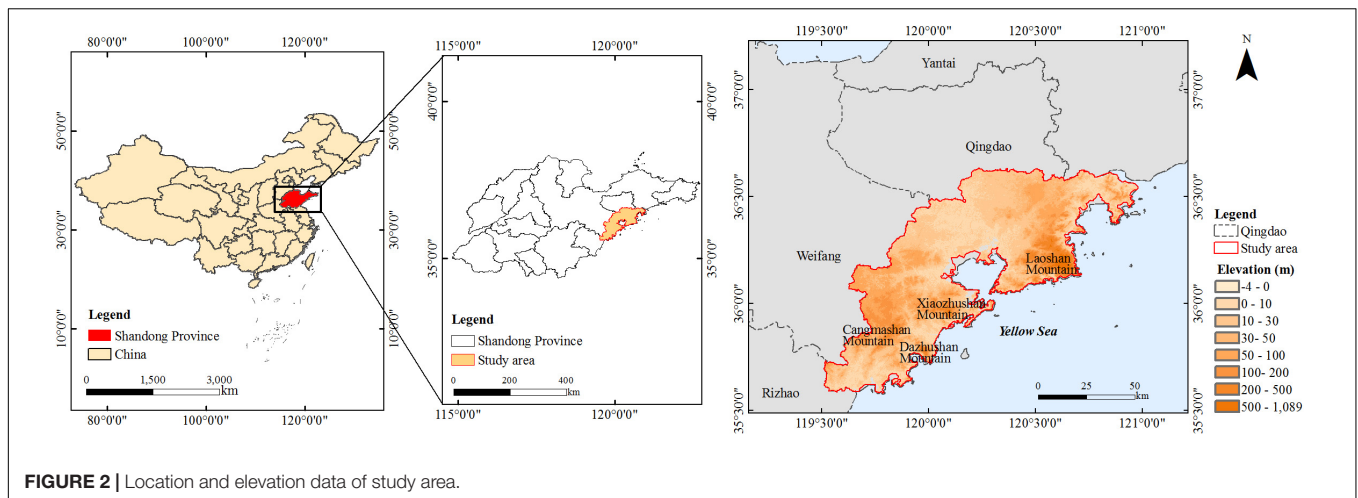 80°0'0"
100°0'0"
120°0'0"
50°0'0"
30°0'0"
10°0'0"
50°0'0"
30°0'0"
10°0'0"
Legend
Shandong Province
China
0 1,500 3,000
km
80°0'0"
100°0'0"
120°0'0"
115°0'0"
120°0'0"
40°0'0"
35°0'0"
40°0'0"
35°0'0"
Legend
Shandong Province
Study area
0 200 400
km
115°0'0"
120°0'0"
119°30'0"
120°0'0"
120°30'0"
121°0'0"
37°0'0"
36°30'0"
36°0'0"
35°30'0"
37°0'0"
36°30'0"
36°0'0"
35°30'0"
Yantai
Qingdao
Weifang
Laoshan
Mountain
Xiaozhushan
Mountain
Cangmashan
Mountain
Dazhushan
Mountain
Yellow Sea
Rizhao
0 25 50
km
119°30'0"
120°0'0"
120°30'0"
121°0'0"
N
Legend
Qingdao
Study area
Elevation (m)
-4 - 0
0 - 10
10 - 30
30 - 50
50 - 100
100 - 200
200 - 500
500 - 1,089
FIGURE 2 | Location and elevation data of study area.